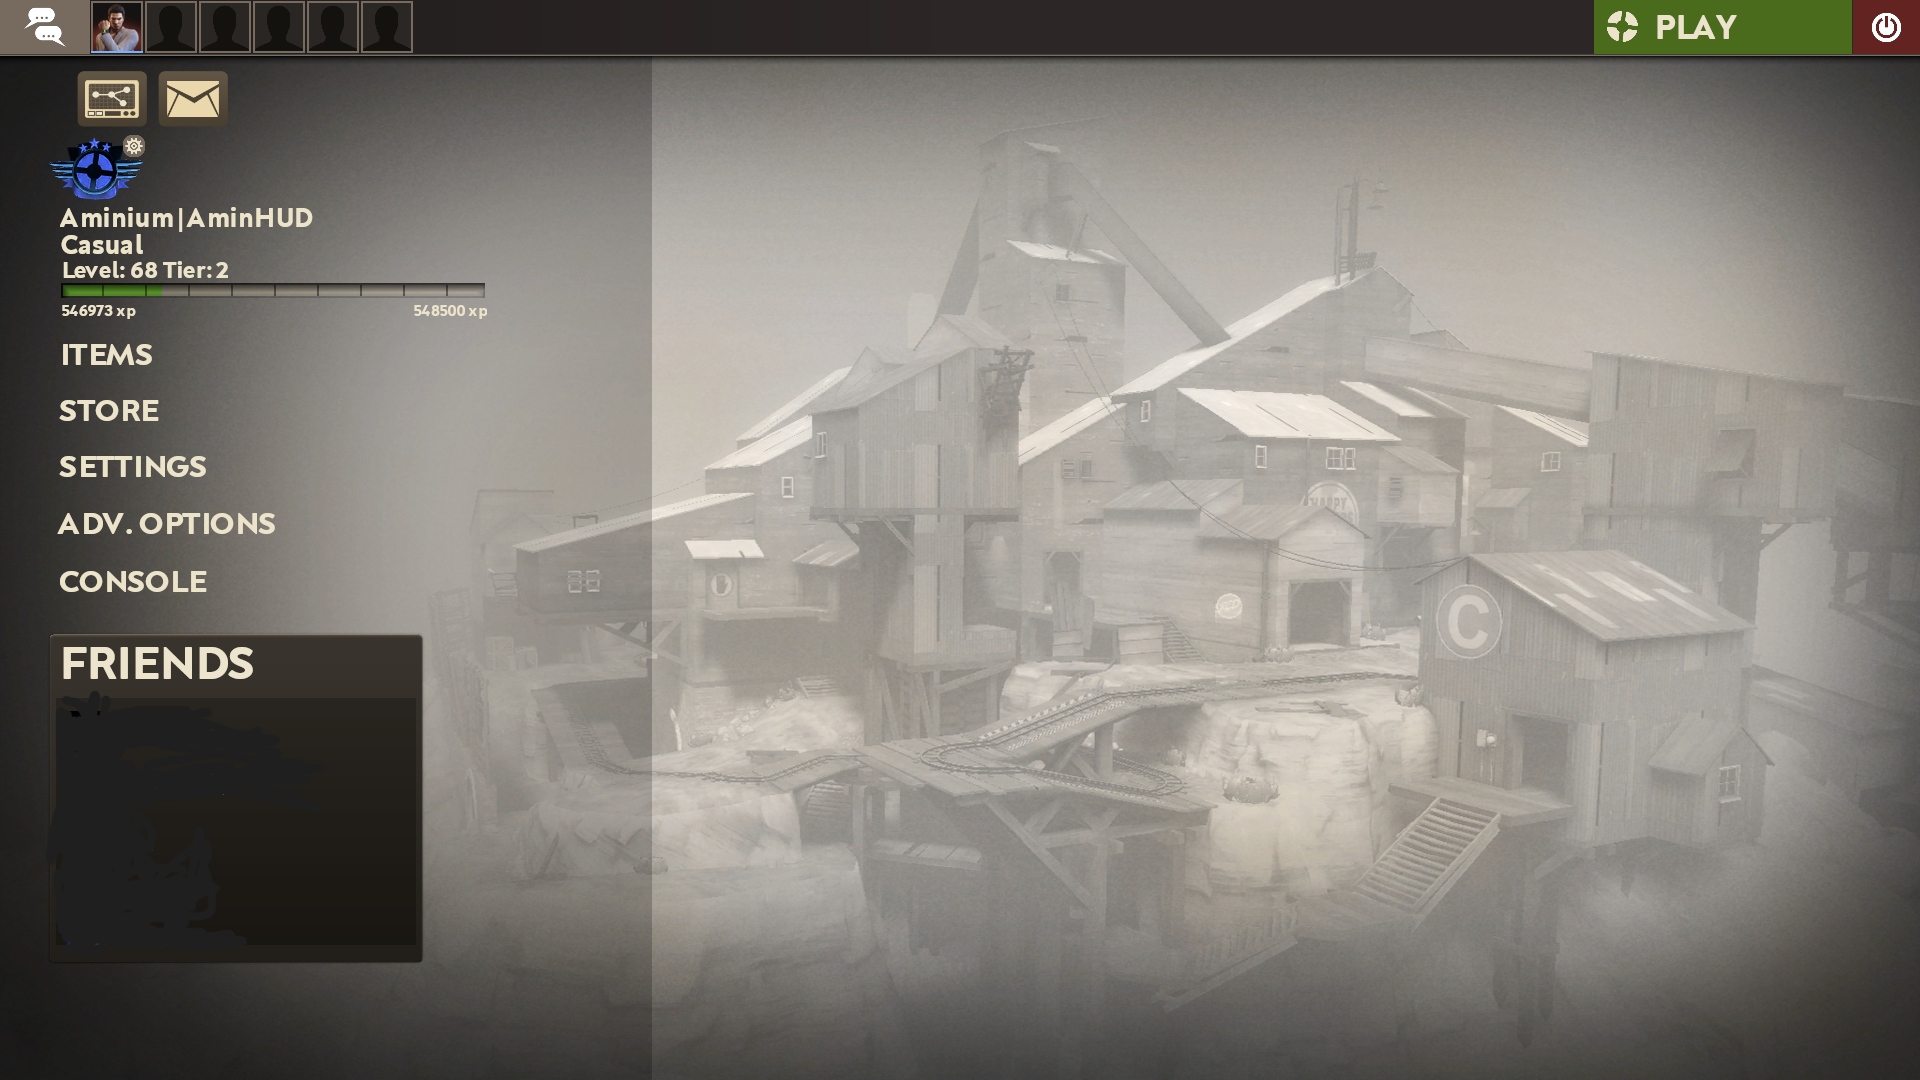 PLAY
Aminium|AminHUD
Casual
Level: 68 Tier: 2
546973 xp 548500 xp
ITEMS
STORE
SETTINGS
ADV. OPTIONS
CONSOLE
FRIENDS
HAPPY
C